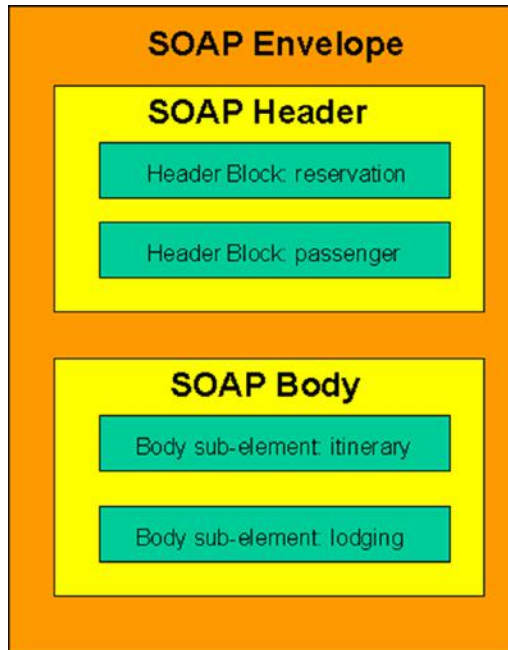 SOAP Envelope
SOAP Header
Header Block: reservation
Header Block: passenger
SOAP Body
Body sub-element: itinerary
Body sub-element: lodging